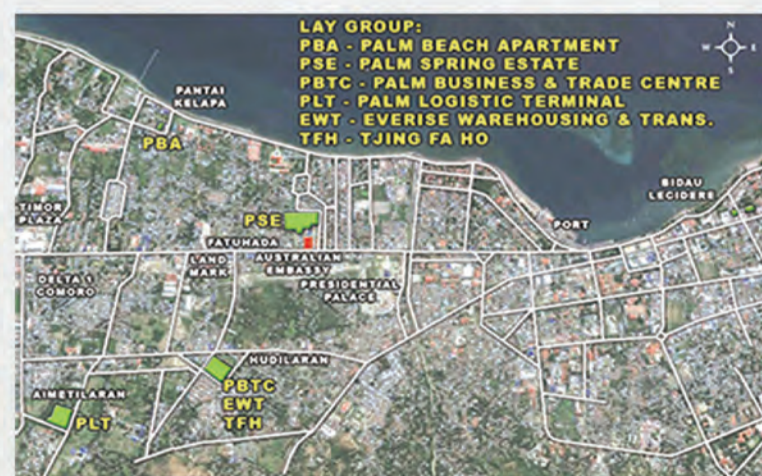 LAY GROUP:
PBA - PALM BEACH APARTMENT
PSE - PALM SPRING ESTATE
PBTC - PALM BUSINESS & TRADE CENTRE
PLT - PALM LOGISTIC TERMINAL
EWT - EVERISE WAREHOUSING & TRANS.
TFH - TJING FA HO
N
W
E
S
PANTAI
KELAPA
PBA
BIDAU
LECIDERE
TIMOR
PLAZA
PSE
PORT
FATUHADA
LAND
MARK
AUSTRALIAN
EMBASSY
DELTA 1
COMORO
PRESIDENTIAL
PALACE
HUDILARAN
PBTC
EWT
TFH
AIMETILARAN
PLT